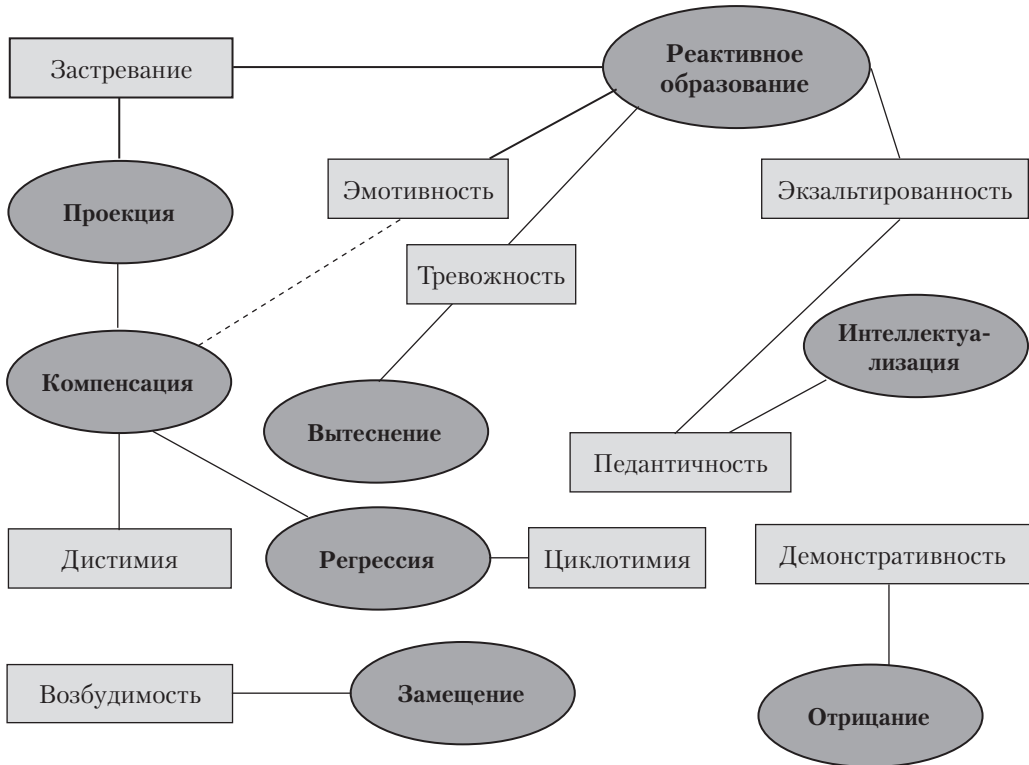 Застревание
Реактивное
образование
Эмотивность
Экзальтированность
Проекция
Тревожность
Интеллектуа-
лизация
Компенсация
Вытеснение
Педантичность
Дистимия
Регрессия
Циклотимия
Демонстративность
Возбудимость
Замещение
Отрицание